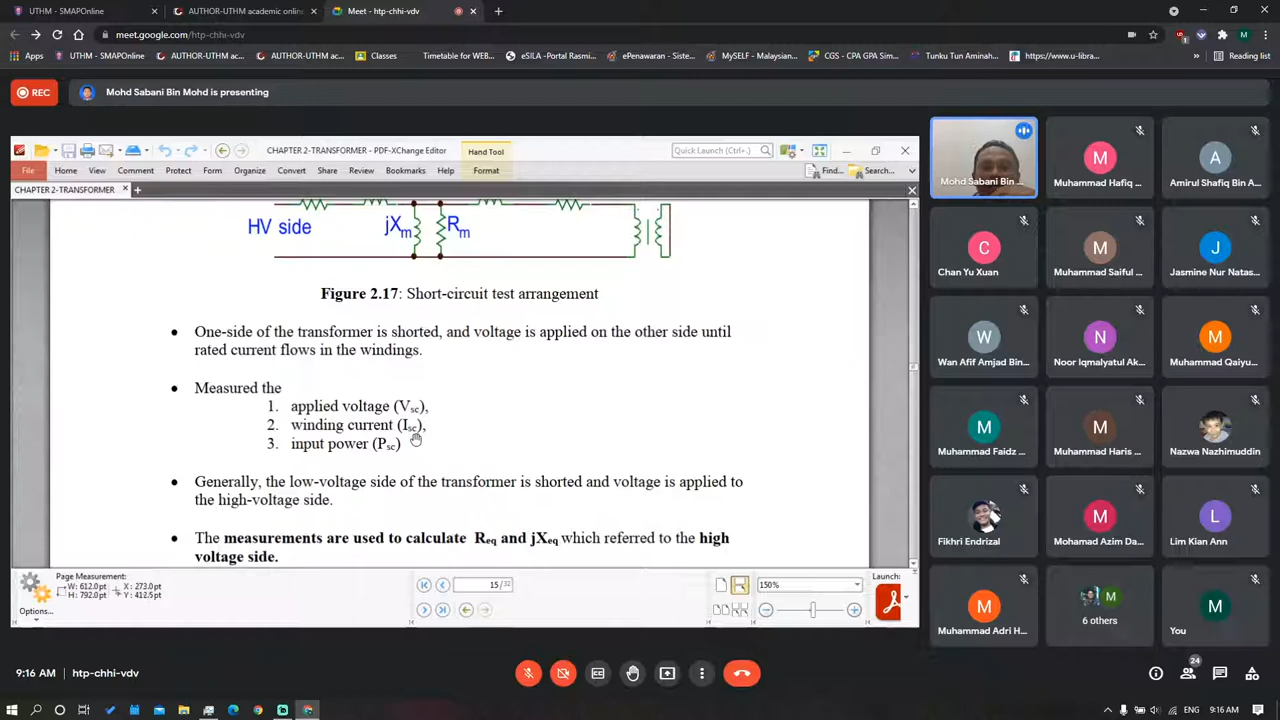 UTHM - SMAPOnline
AUTHOR-UTHM academic onlin
Meet - htp-chhi-vdv
meet.google.com/htp-chhi-vdv
Apps
UTHM - SMAPOnline
AUTHOR-UTHM ac...
AUTHOR-UTHM ac...
Classes
Timetable for WEB...
eSILA -Portal Rasmi...
ePenawaran - Siste...
MySELF - Malaysian...
CGS - CPA GPA Sim...
Tunku Tun Aminah...
https://www.u-libra...
Reading list
REC
Mohd Sabani Bin Mohd is presenting
CHAPTER 2-TRANSFORMER - PDF-XChange Editor
Hand Tool
Quick Launch (Ctrl+.)
File
Home
View
Comment
Protect
Form
Organize
Convert
Share
Review
Bookmarks
Help
Format
Find...
Search...
CHAPTER 2-TRANSFORMER
HV side
jXm
Rm
Figure 2.17: Short-circuit test arrangement
• One-side of the transformer is shorted, and voltage is applied on the other side until
rated current flows in the windings.
• Measured the
1. applied voltage (Vsc),
2. winding current (Isc),
3. input power (Psc)
• Generally, the low-voltage side of the transformer is shorted and voltage is applied to
the high-voltage side.
• The measurements are used to calculate Req and jXeq which referred to the high
voltage side.
Page Measurement:
W: 612.0pt
H: 792.0pt
X: 273.0pt
Y: 412.5pt
Options...
15 / 32
150%
Launch:
Mohd Sabani Bin ...
Muhammad Hafiq ...
Amirul Shafiq Bin A...
Chan Yu Xuan
Muhammad Saiful ...
Jasmine Nur Natas...
Wan Afif Amjad Bin...
Noor Iqmalyatul Ak...
Muhammad Qaiyu...
Muhammad Faidz ...
Muhammad Haris ...
Nazwa Nazhimuddin
Fikhri Endrizal
Mohamad Azim Da...
Lim Kian Ann
Muhammad Adri H...
6 others
You
9:16 AM
htp-chhi-vdv
24
ENG
9:16 AM